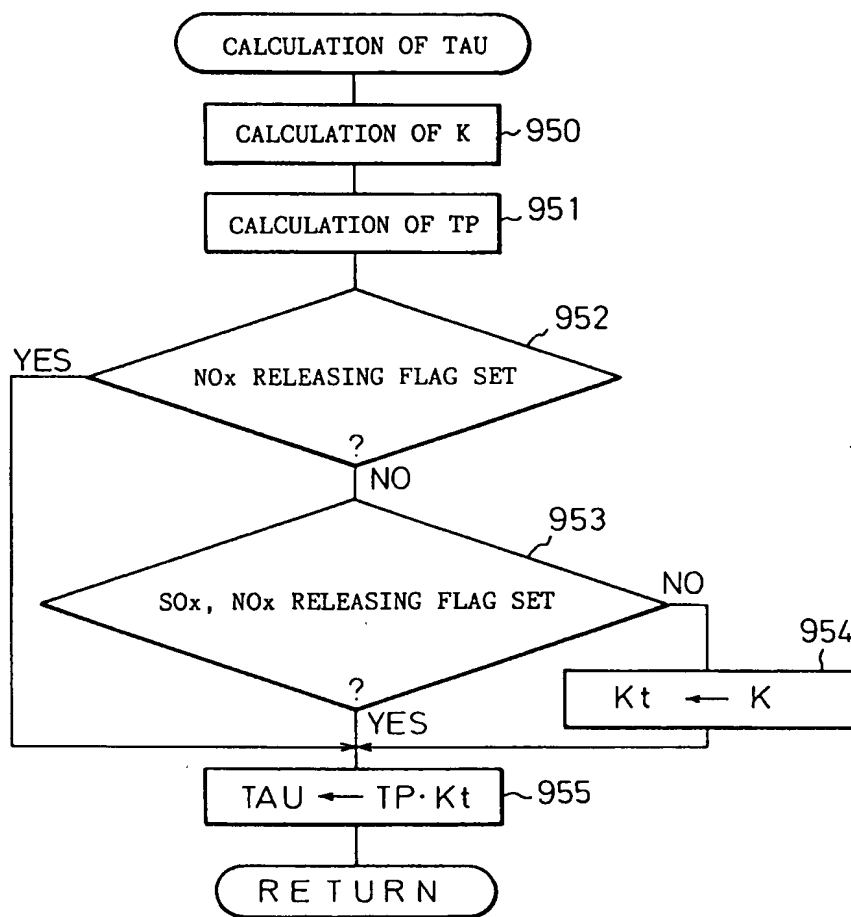 CALCULATION OF TAU
CALCULATION OF K
950
CALCULATION OF TP
951
952
YES
NOx RELEASING FLAG SET
?
NO
953
SOx, NOx RELEASING FLAG SET
NO
954
?
YES
Kt ← K
TAU ← TP·Kt
955
RETURN